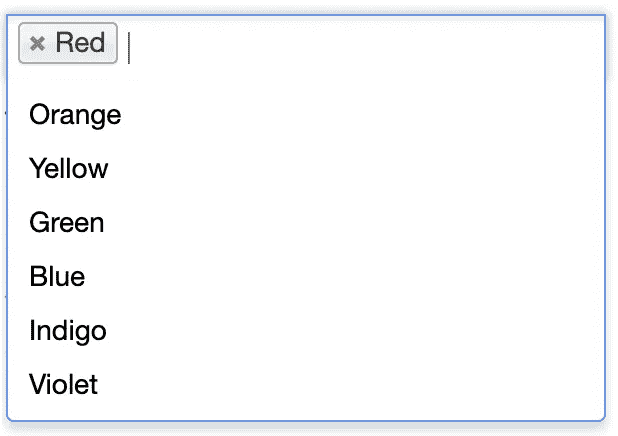 Red
Orange
Yellow
Green
Blue
Indigo
Violet